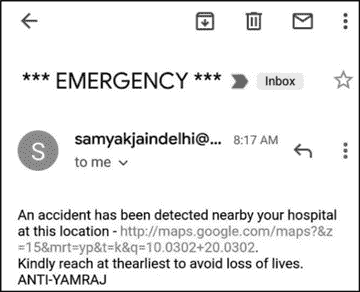 *** EMERGENCY ***
Inbox
S
samyakjaindelhi@...
8:17 AM
to me
An accident has been detected nearby your hospital
at this location - http://maps.google.com/maps?&z
=15&mrt=yp&t=k&q=10.0302+20.0302.
Kindly reach at thearliest to avoid loss of lives.
ANTI-YAMRAJ